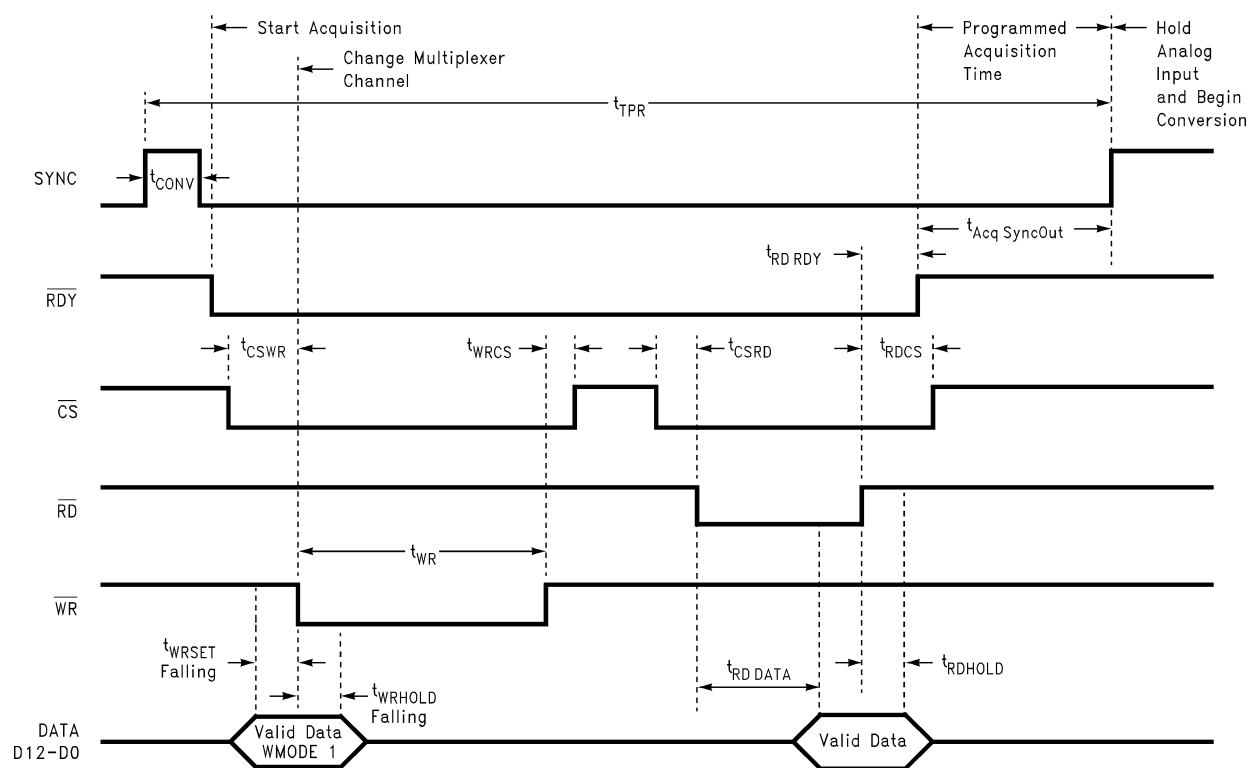 Start Acquisition
Programmed
Acquisition
Time
Hold
Analog
Input
and Begin
Conversion
Change Multiplexer
Channel
tTPR
SYNC
tCONV
tAcq SyncOut
tRD RDY
RDY
tCSWR
tWRCS
tCSRD
tRDCS
CS
RD
tWR
WR
tWRSET
Falling
tWRHOLD
Falling
tRD DATA
tRDHOLD
DATA
D12-D0
Valid Data
WMODE 1
Valid Data